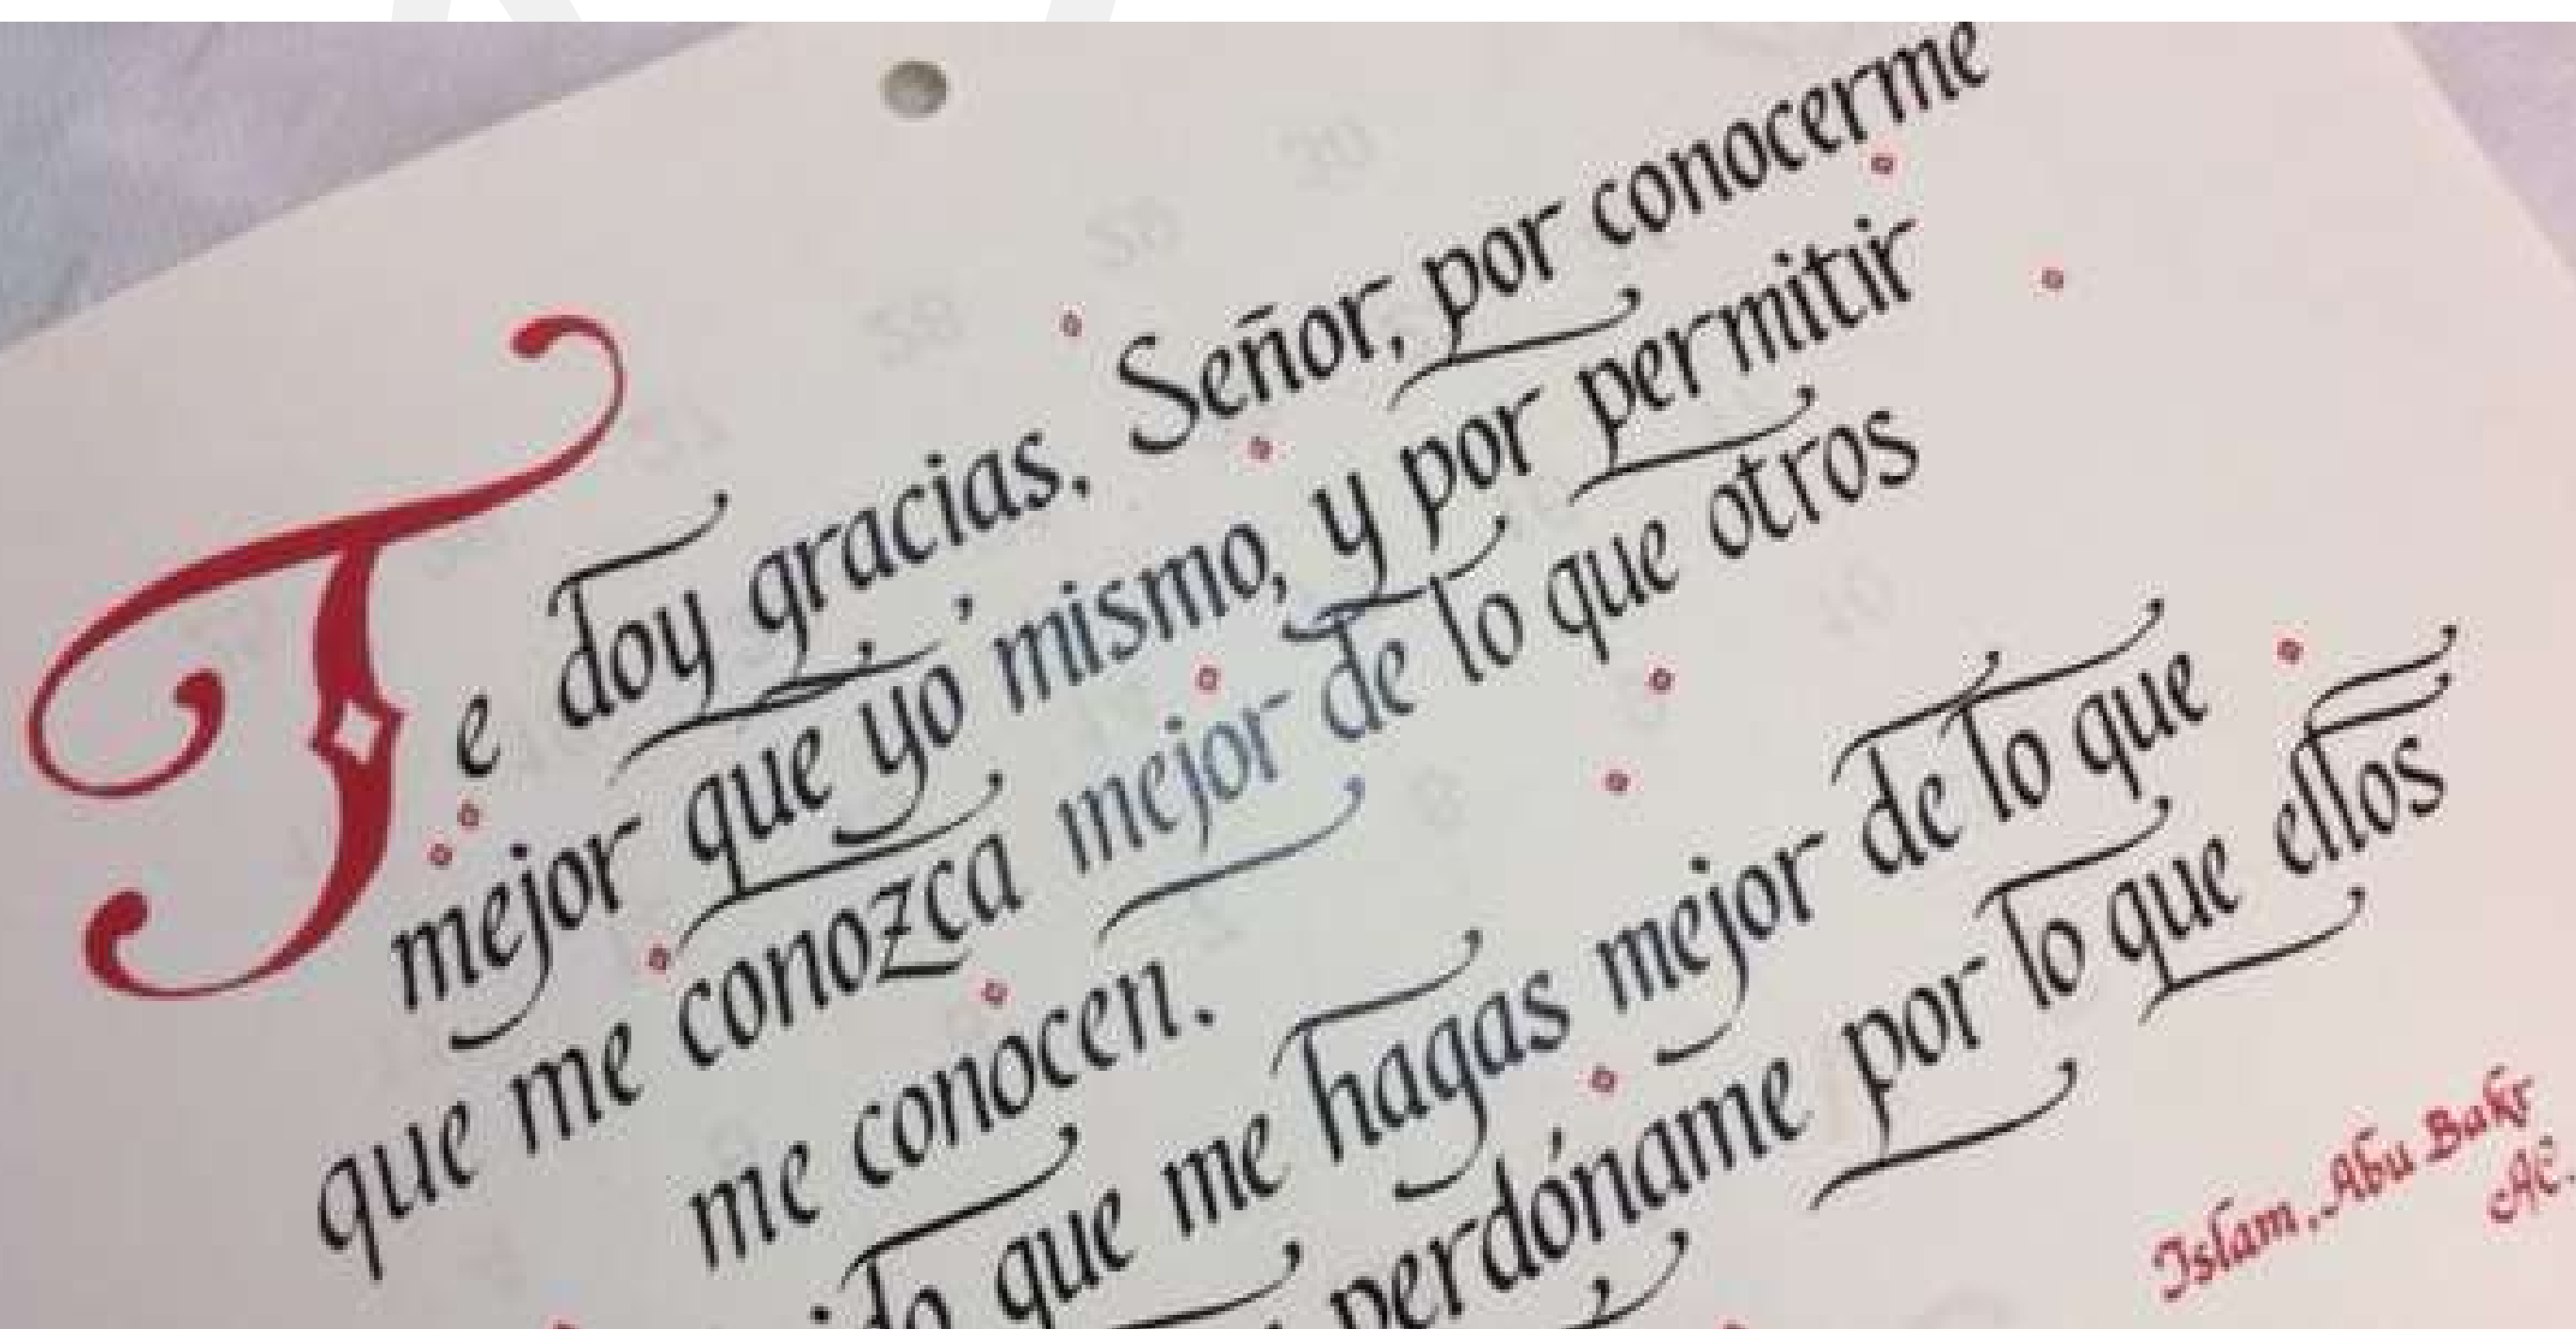 Te doy gracias, Señor, por conocerme
mejor que yo mismo, y por permitir
que me conozca mejor de lo que otros
me conocen.
que me hagas mejor de lo que
perdóname por lo que ellos
Islam, Abu Bakr